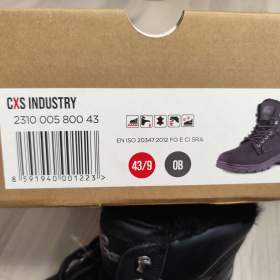 CXS INDUSTRY
2310 005 800 43
EN ISO 20347:2012 FO E CI SRA
43/9 OB
8 591940 001223 >